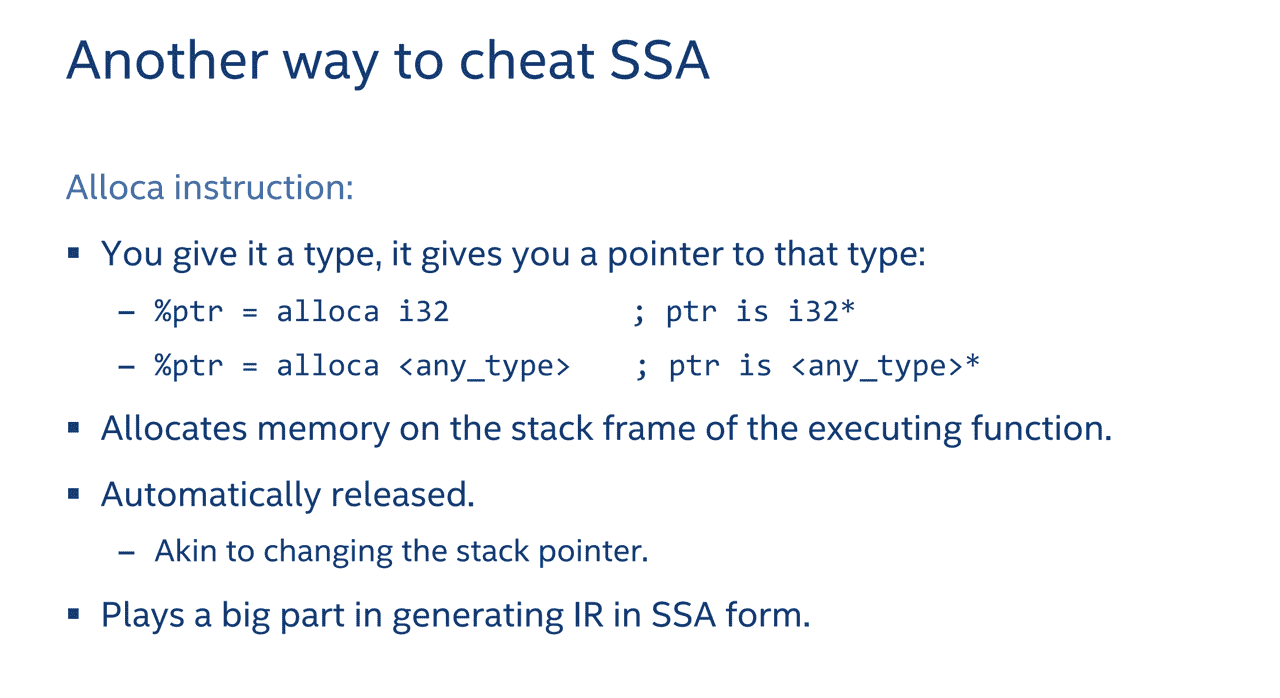 Another way to cheat SSA
Alloca instruction:
▪ You give it a type, it gives you a pointer to that type:
– %ptr = alloca i32 ; ptr is i32*
– %ptr = alloca <any_type> ; ptr is <any_type>*
▪ Allocates memory on the stack frame of the executing function.
▪ Automatically released.
– Akin to changing the stack pointer.
▪ Plays a big part in generating IR in SSA form.